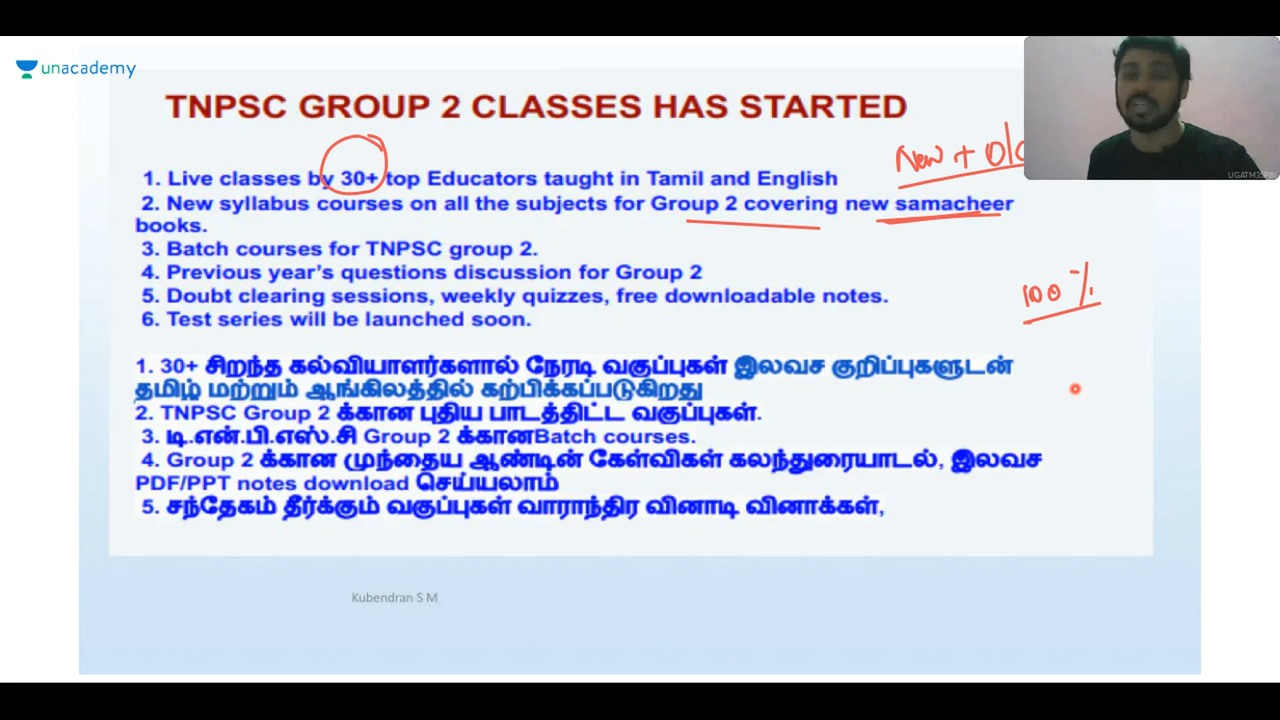 unacademy
TNPSC GROUP 2 CLASSES HAS STARTED
New + Old
1. Live classes by 30+ top Educators taught in Tamil and English
2. New syllabus courses on all the subjects for Group 2 covering new samacheer
books.
3. Batch courses for TNPSC group 2.
4. Previous year's questions discussion for Group 2
5. Doubt clearing sessions, weekly quizzes, free downloadable notes.
6. Test series will be launched soon.
100 %
1. 30+ சிறந்த கல்வியாளர்களால் நேரடி வகுப்புகள் இலவச குறிப்புகளுடன்
தமிழ் மற்றும் ஆங்கிலத்தில் கற்பிக்கப்படுகிறது
2. TNPSC Group 2 க்கான புதிய பாடத்திட்ட வகுப்புகள்.
3. டி.என்.பி.எஸ்.சி Group 2 க்கான Batch courses.
4. Group 2 க்கான முந்தைய ஆண்டின் கேள்விகள் கலந்துரையாடல், இலவச
PDF/PPT notes download செய்யலாம்
5. சந்தேகம் தீர்க்கும் வகுப்புகள் வாராந்திர வினாடி வினாக்கள்,
Kubendran S M